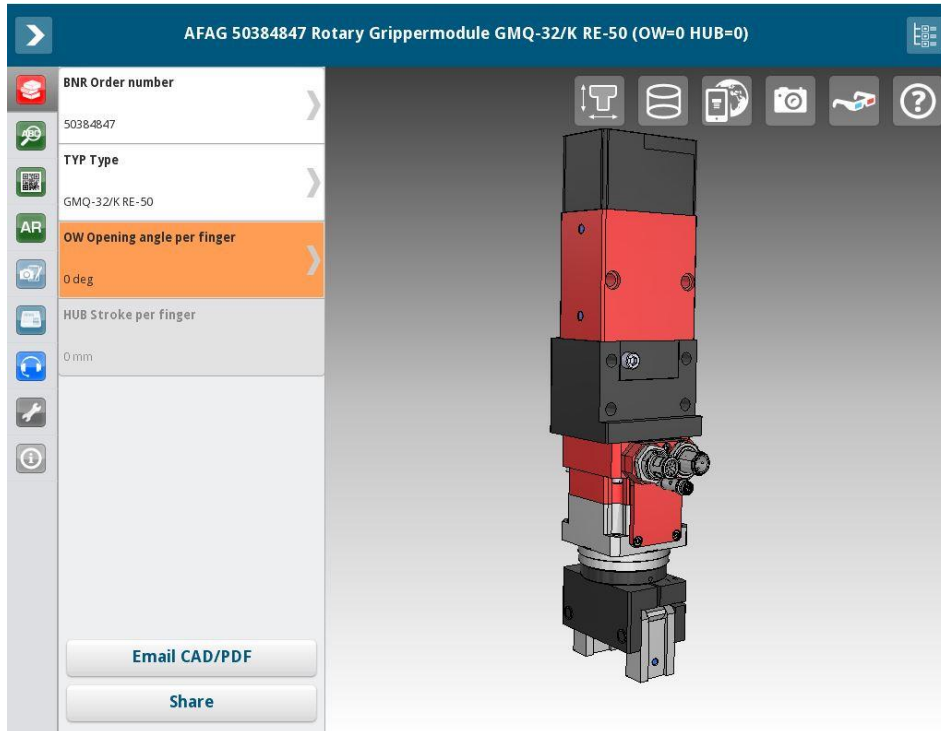 AFAG 50384847 Rotary Grippermodule GMQ-32/K RE-50 (OW=0 HUB=0)
BNR Order number
50384847
TYP Type
GMQ-32/K RE-50
OW Opening angle per finger
0 deg
HUB Stroke per finger
0 mm
Email CAD/PDF
Share
ABC
AR